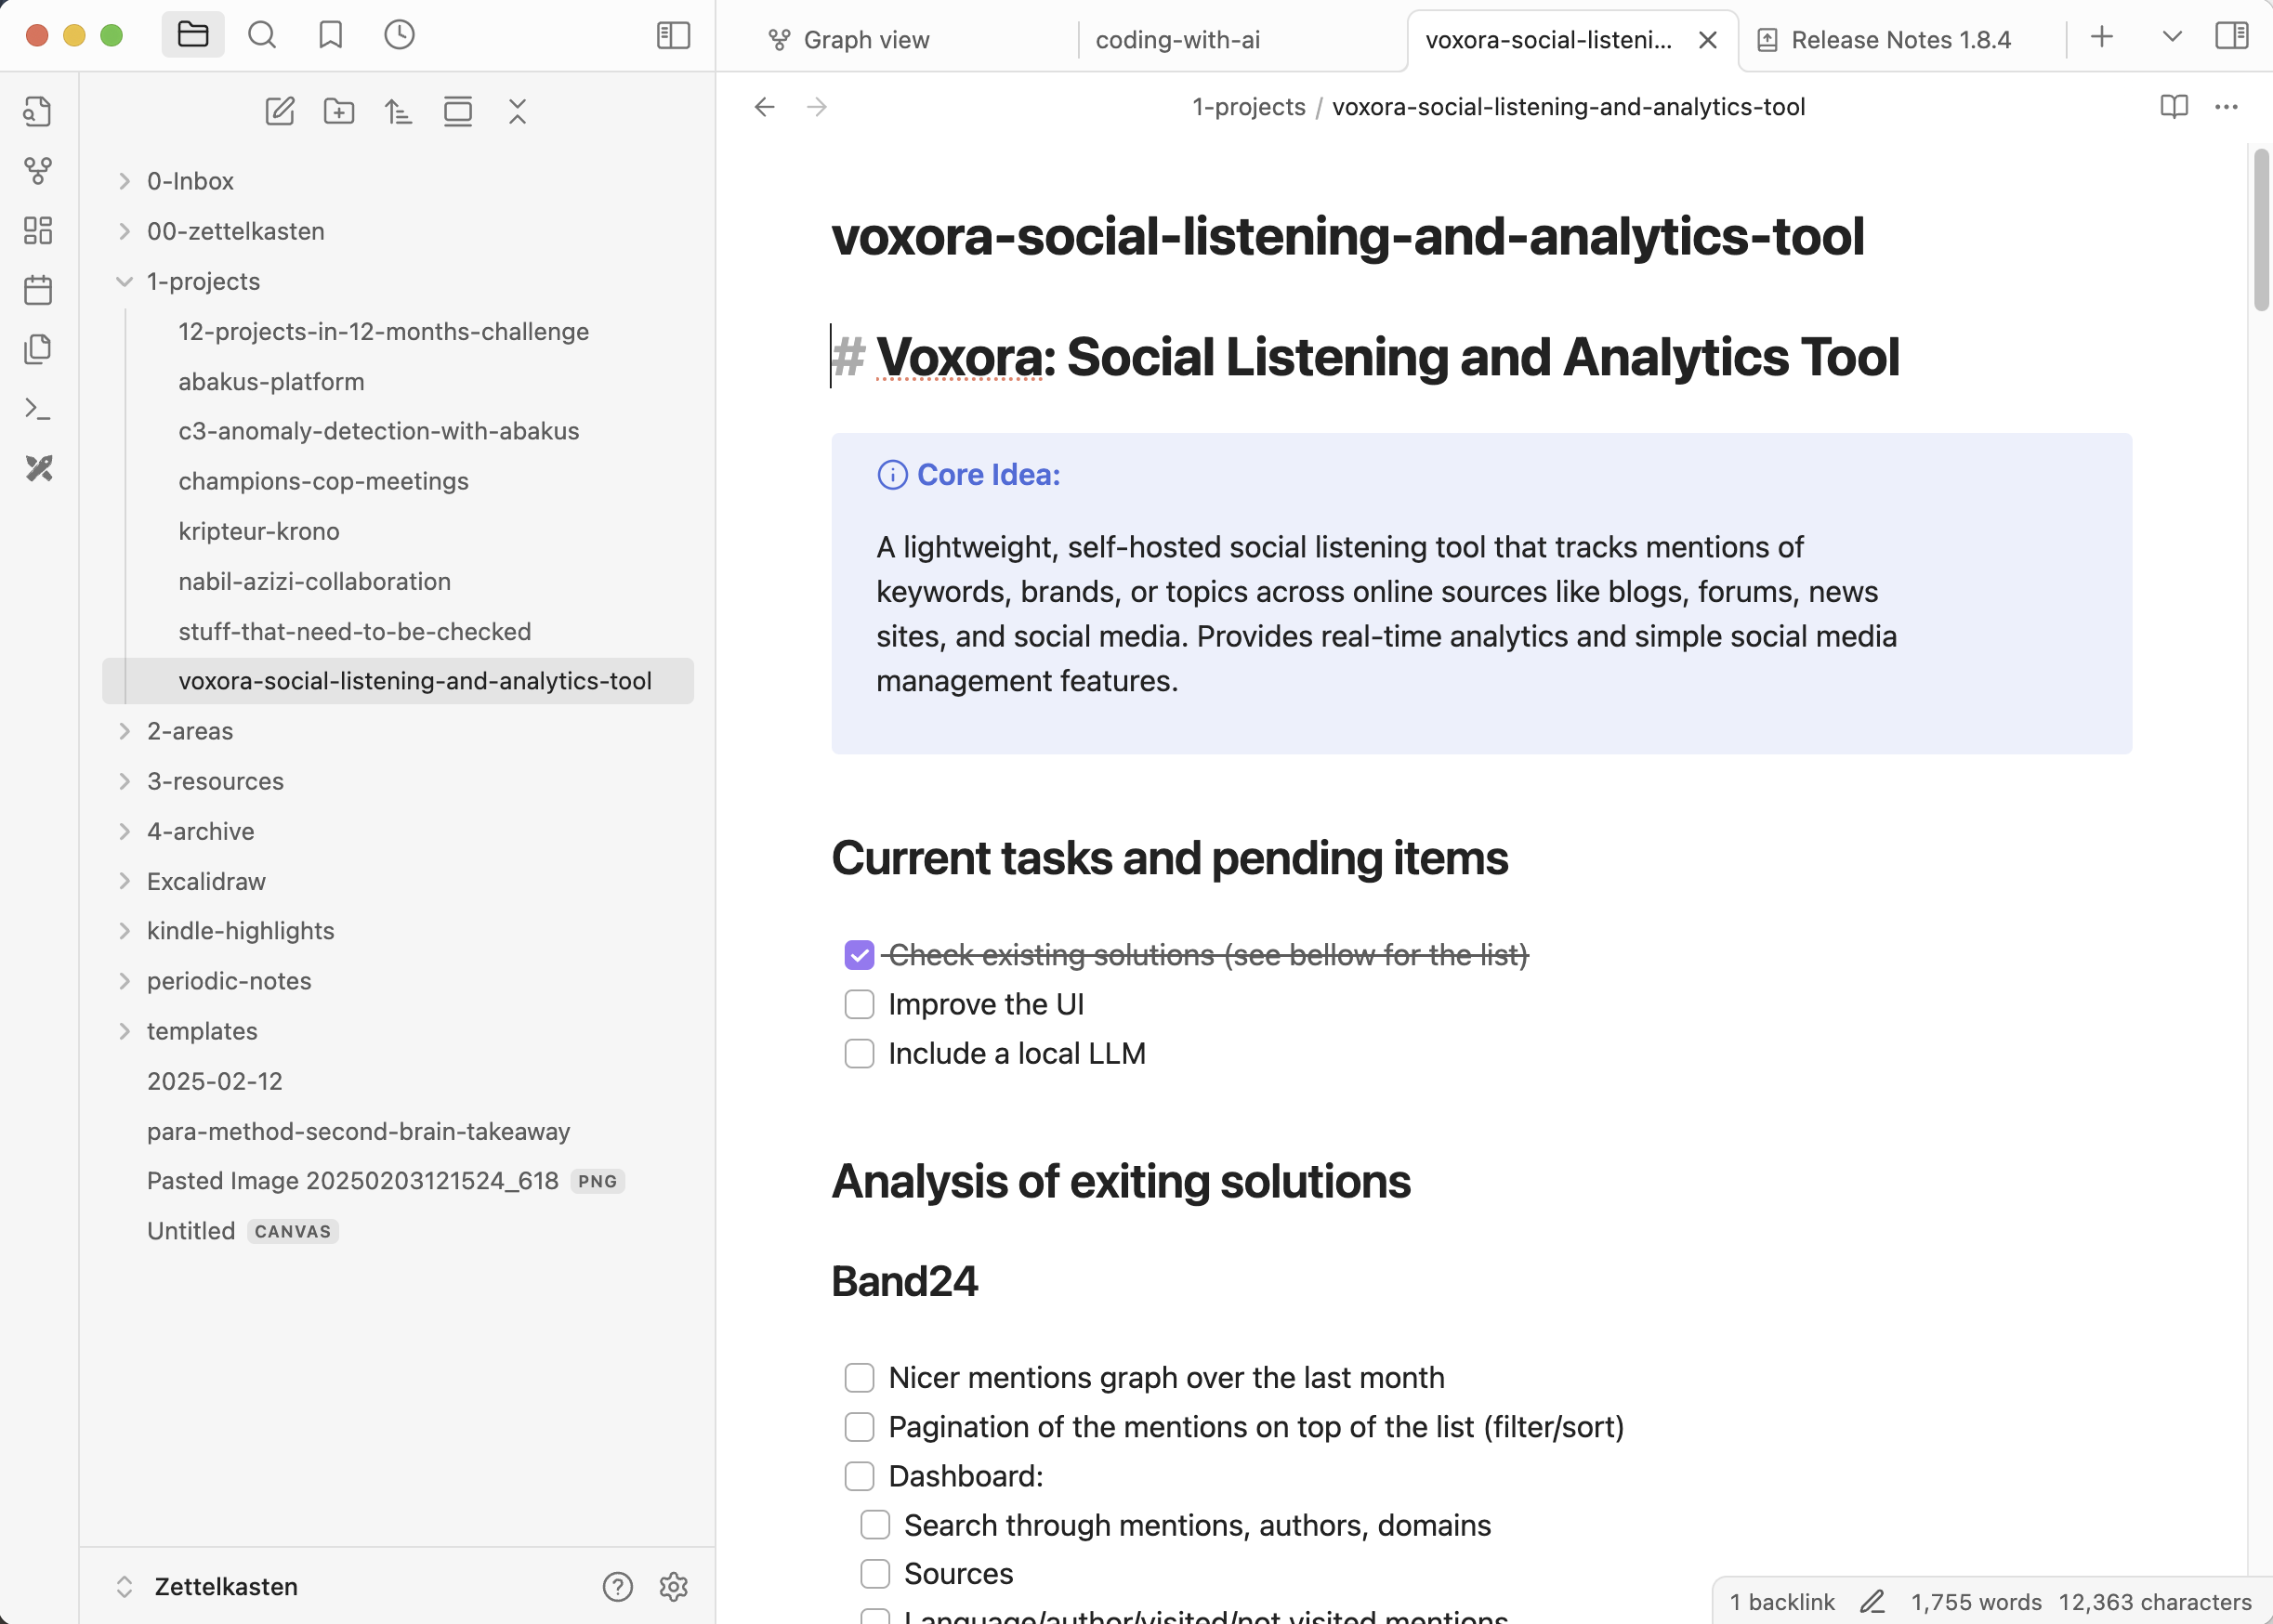 Graph view
coding-with-ai
voxora-social-listeni...
Release Notes 1.8.4
1-projects / voxora-social-listening-and-analytics-tool
0-Inbox
00-zettelkasten
1-projects
12-projects-in-12-months-challenge
abakus-platform
c3-anomaly-detection-with-abakus
champions-cop-meetings
kripteur-krono
nabil-azizi-collaboration
stuff-that-need-to-be-checked
voxora-social-listening-and-analytics-tool
2-areas
3-resources
4-archive
Excalidraw
kindle-highlights
periodic-notes
templates
2025-02-12
para-method-second-brain-takeaway
Pasted Image 20250203121524_618 PNG
Untitled CANVAS
Zettelkasten
voxora-social-listening-and-analytics-tool
# Voxora: Social Listening and Analytics Tool
Core Idea:
A lightweight, self-hosted social listening tool that tracks mentions of
keywords, brands, or topics across online sources like blogs, forums, news
sites, and social media. Provides real-time analytics and simple social media
management features.
Current tasks and pending items
Check existing solutions (see bellow for the list)
Improve the UI
Include a local LLM
Analysis of exiting solutions
Band24
Nicer mentions graph over the last month
Pagination of the mentions on top of the list (filter/sort)
Dashboard:
Search through mentions, authors, domains
Sources
Language/author/visited/not visited mentions
1 backlink
1,755 words
12,363 characters